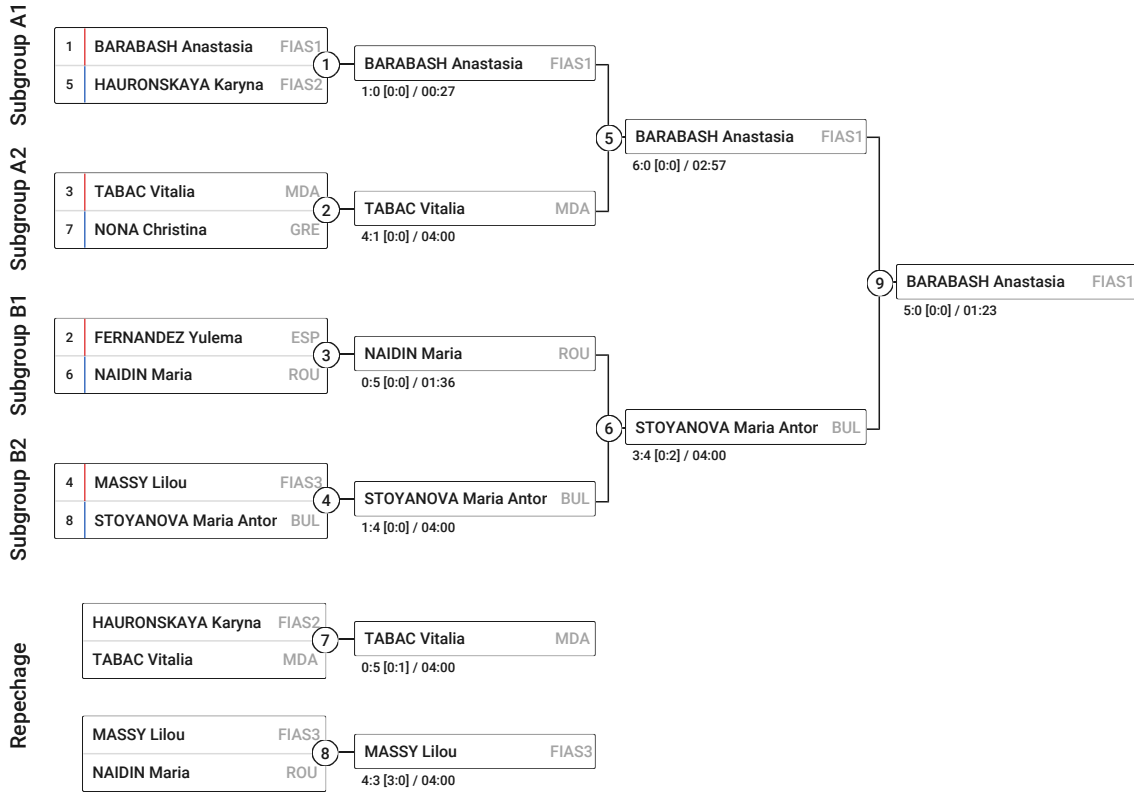 Subgroup A1
1 BARABASH Anastasia FIAS1
5 HAURONSKAYA Karyna FIAS2
1
BARABASH Anastasia FIAS1
1:0 [0:0] / 00:27
Subgroup A2
3 TABAC Vitalia MDA
7 NONA Christina GRE
2
TABAC Vitalia MDA
4:1 [0:0] / 04:00
5
BARABASH Anastasia FIAS1
6:0 [0:0] / 02:57
Subgroup B1
2 FERNANDEZ Yulema ESP
6 NAIDIN Maria ROU
3
NAIDIN Maria ROU
0:5 [0:0] / 01:36
Subgroup B2
4 MASSY Lilou FIAS3
8 STOYANOVA Maria Antor BUL
4
STOYANOVA Maria Antor BUL
1:4 [0:0] / 04:00
6
STOYANOVA Maria Antor BUL
3:4 [0:2] / 04:00
9
BARABASH Anastasia FIAS1
5:0 [0:0] / 01:23
Repechage
HAURONSKAYA Karyna FIAS2
TABAC Vitalia MDA
7
TABAC Vitalia MDA
0:5 [0:1] / 04:00
MASSY Lilou FIAS3
NAIDIN Maria ROU
8
MASSY Lilou FIAS3
4:3 [3:0] / 04:00